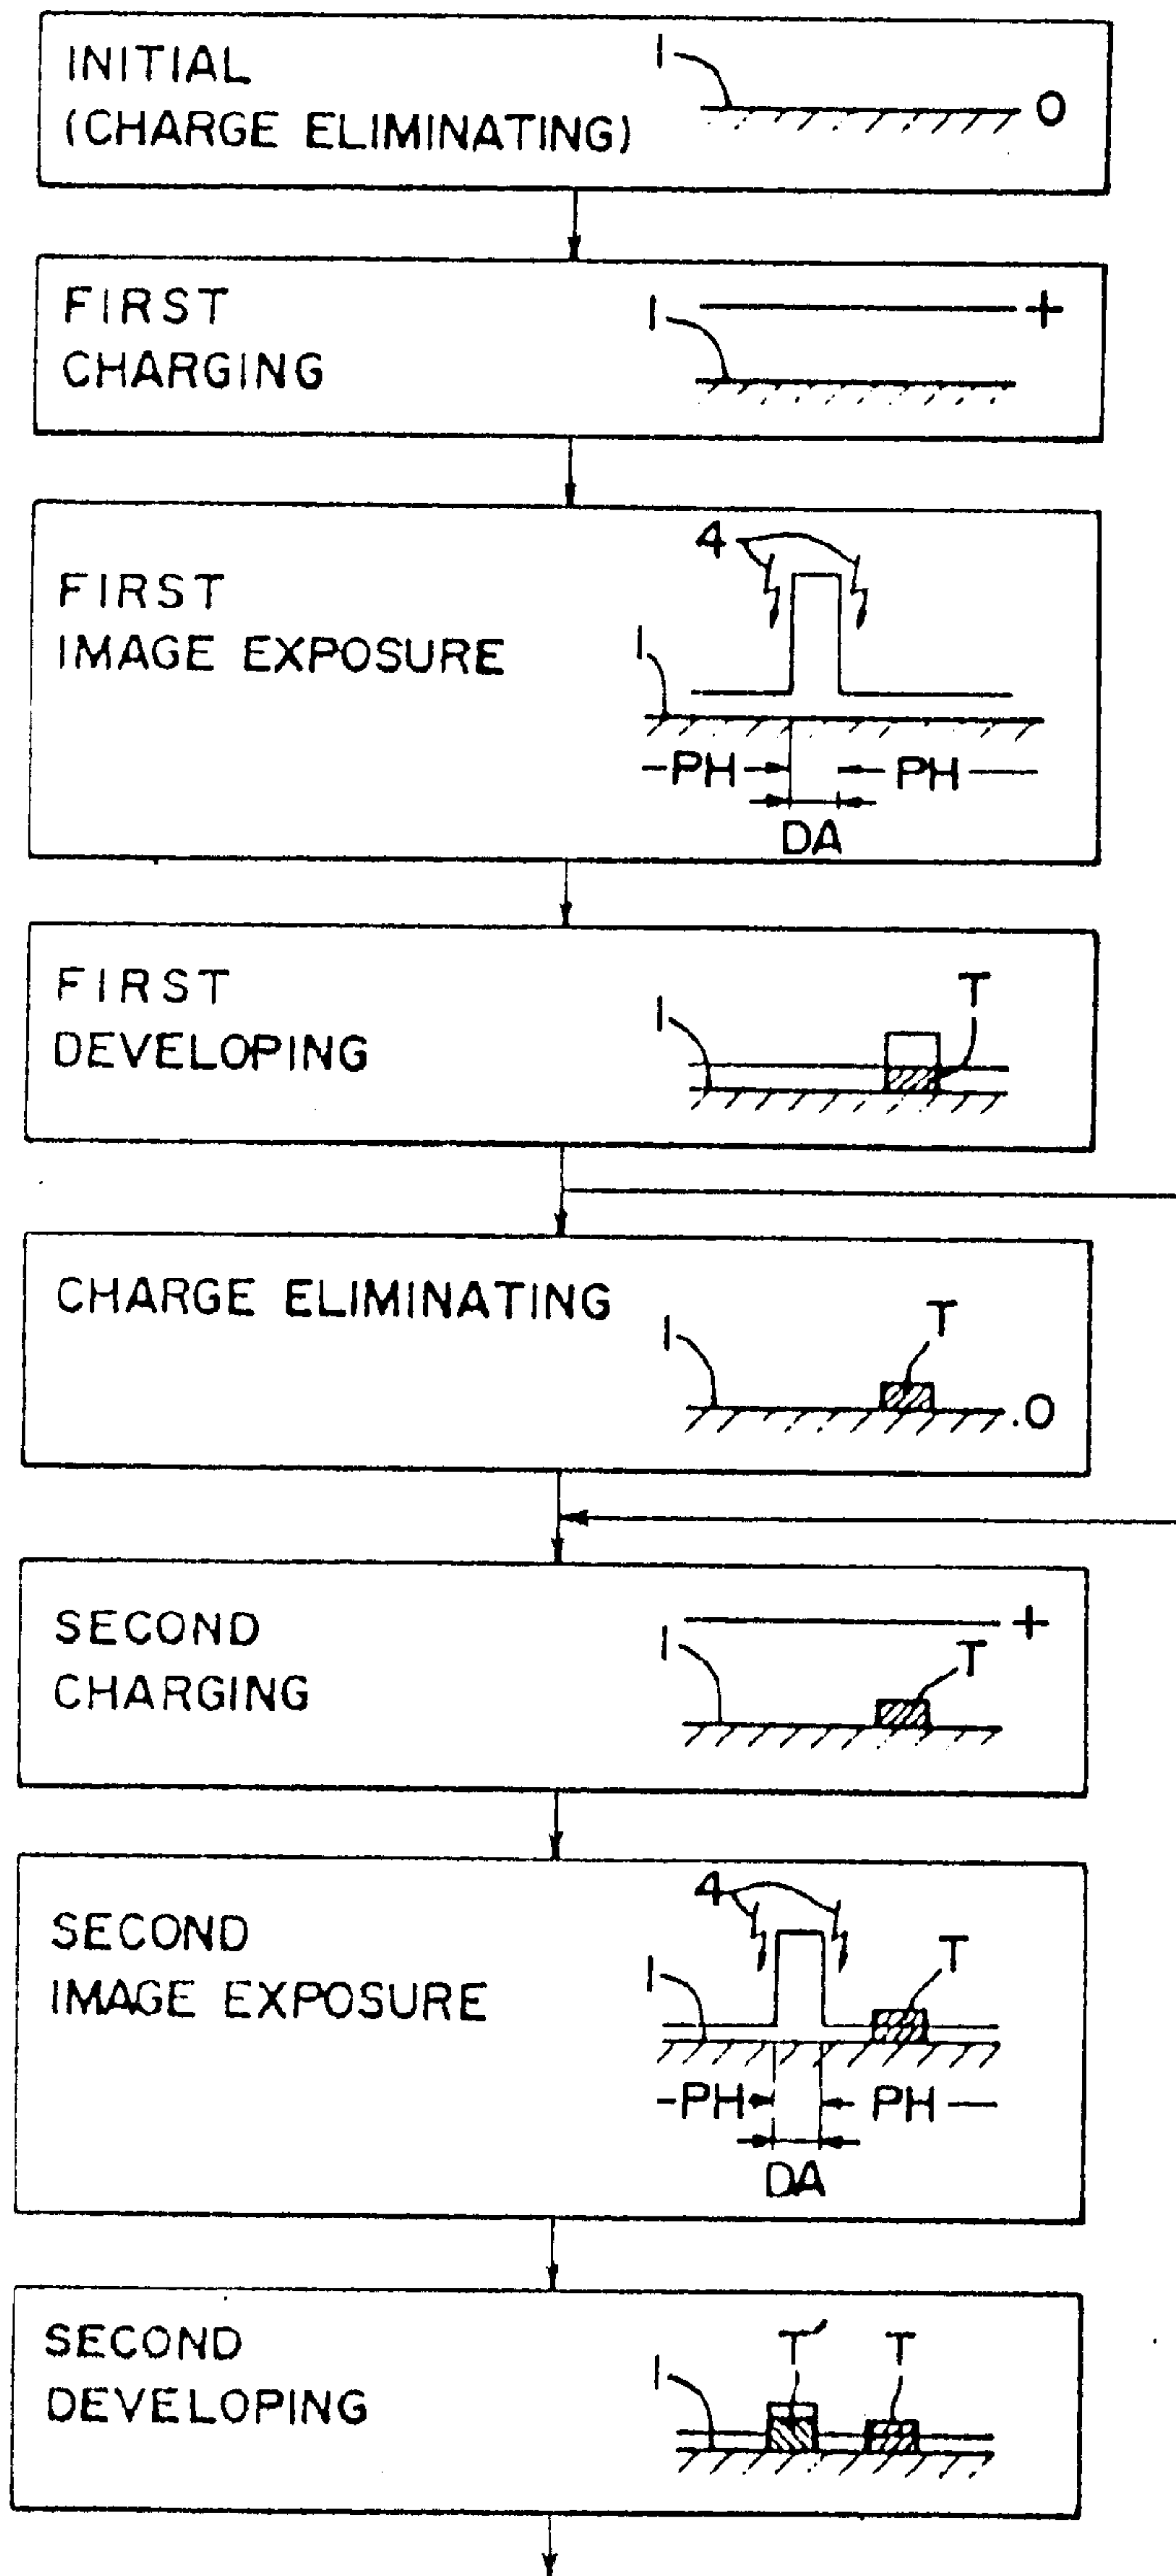 INITIAL
(CHARGE ELIMINATING)
1
0
FIRST
CHARGING
1
+
FIRST
IMAGE EXPOSURE
4
1
PH
PH
DA
FIRST
DEVELOPING
1
T
CHARGE ELIMINATING
1
T
0
SECOND
CHARGING
1
+
T
SECOND
IMAGE EXPOSURE
4
1
T
PH
PH
DA
SECOND
DEVELOPING
1
T'
T